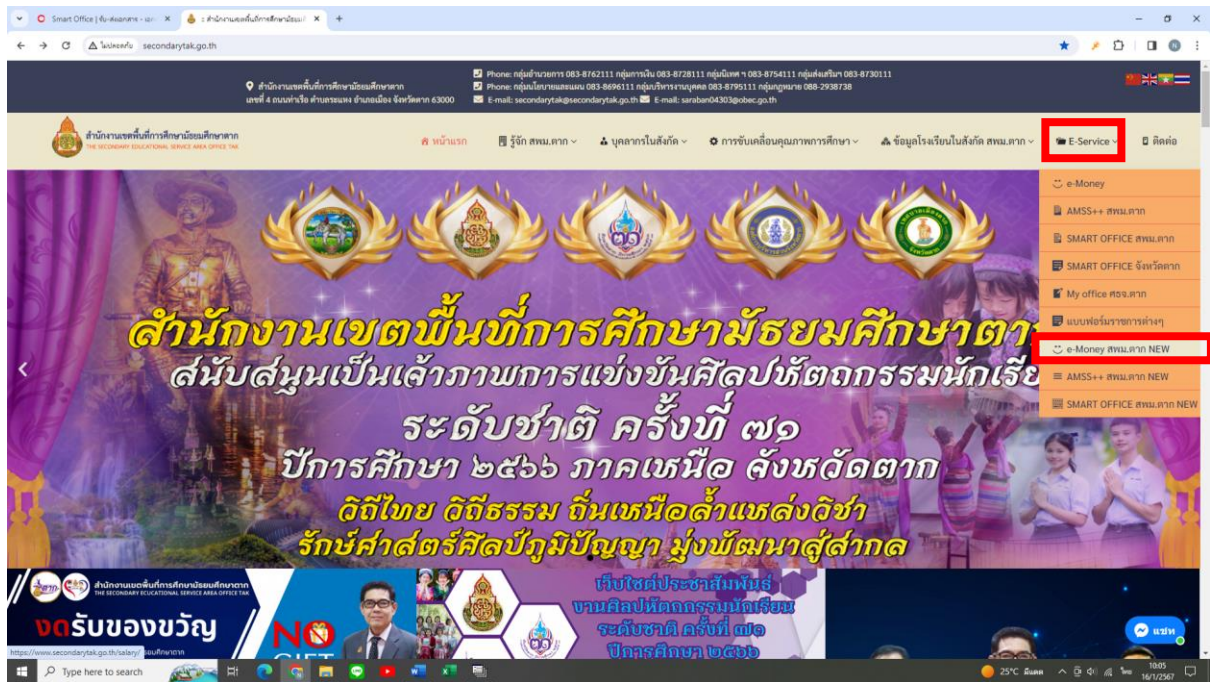 Smart Office | รับ-ส่งเอกสาร - เอก
: สำนักงานเขตพื้นที่การศึกษามัธยมศึ
ไม่ปลอดภัย
secondarytak.go.th
สำนักงานเขตพื้นที่การศึกษามัธยมศึกษาตาก
เลขที่ 4 ถนนท่าเรือ ตำบลระแหง อำเภอเมือง จังหวัดตาก 63000
Phone: กลุ่มอำนวยการ 083-8762111 กลุ่มการเงิน 083-8728111 กลุ่มนิเทศ ฯ 083-8754111 กลุ่มส่งเสริมฯ 083-8730111
Phone: กลุ่มนโยบายและแผน 083-8696111 กลุ่มบริหารงานบุคคล 083-8795111 กลุ่มกฎหมาย 088-2938738
E-mail: secondarytak@secondarytak.go.th E-mail: saraban04303@obec.go.th
สำนักงานเขตพื้นที่การศึกษามัธยมศึกษาตาก
THE SECONDARY EDUCATIONAL SERVICE AREA OFFICE TAK
หน้าแรก
รู้จัก สพม.ตาก
บุคลากรในสังกัด
การขับเคลื่อนคุณภาพการศึกษา
ข้อมูลโรงเรียนในสังกัด สพม.ตาก
E-Service
ติดต่อ
e-Money
AMSS++ สพม.ตาก
SMART OFFICE สพม.ตาก
SMART OFFICE จังหวัดตาก
My office ศธจ.ตาก
แบบฟอร์มราชการต่างๆ
e-Money สพม.ตาก NEW
AMSS++ สพม.ตาก NEW
SMART OFFICE สพม.ตาก NEW
สำนักงานเขตพื้นที่การศึกษามัธยมศึกษาตา
สนับสนุนเป็นเจ้าภาพการแข่งขันศิลปหัตถกรรมนักเรีย
ระดับชาติ ครั้งที่ ๗๑
ปีการศึกษา ๒๕๖๖ ภาคเหนือ จังหวัดตาก
วิถีไทย วิถีธรรม ถิ่นเหนือล้ำแหล่งวิชา
รักษ์ศาสตร์ศิลป์ภูมิปัญญา มุ่งพัฒนาสู่สากล
สำนักงานเขตพื้นที่การศึกษามัธยมศึกษาตาก
THE SECONDARY EDUCATIONAL SERVICE AREA OFFICE TAK
งดรับของขวัญ
NO
GIFT
เว็บไซต์ประชาสัมพันธ์
งานศิลปหัตถกรรมนักเรียน
ระดับชาติ ครั้งที่ ๗๑
ปีการศึกษา ๒๕๖๖
แชท
https://www.secondarytak.go.th/salary/
Type here to search
25°C มีแดด
ไทย
10:05
16/1/2567